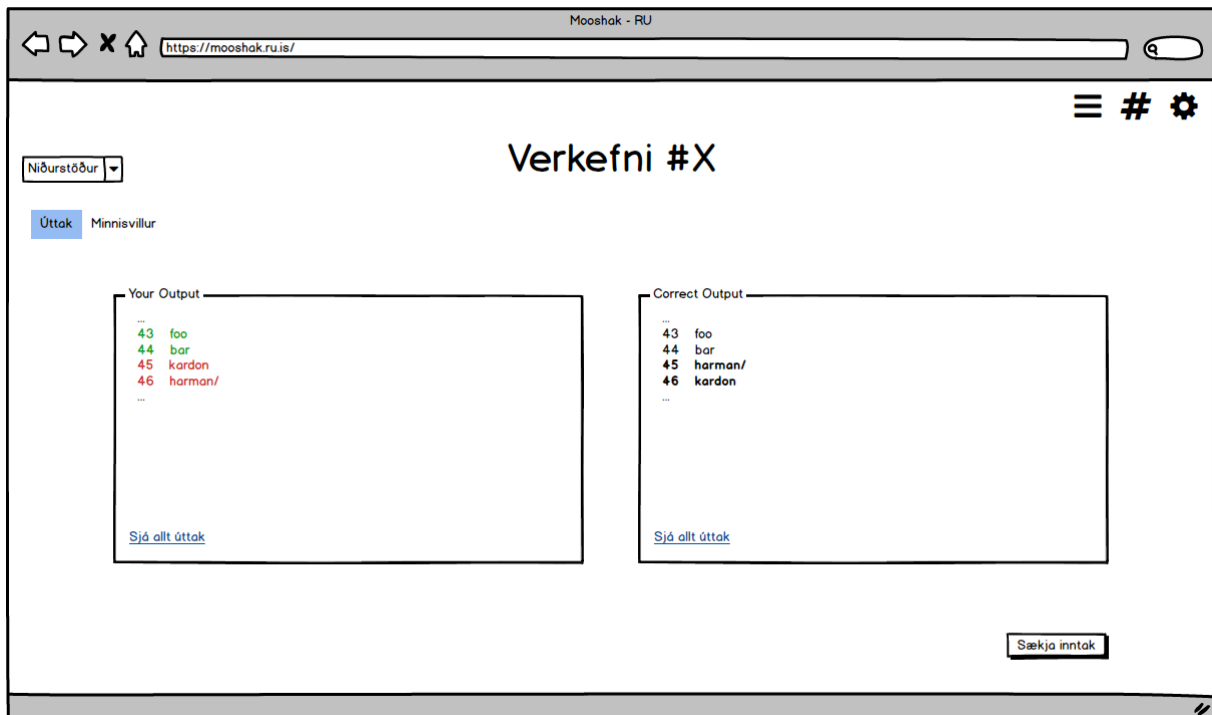 Mooshak - RU
https://mooshak.ru.is/
#
Verkefni #X
Niðurstöður
Úttak Minnisvillur
Your Output
...
43 foo
44 bar
45 kardon
46 harman/
...
Sjá allt úttak
Correct Output
...
43 foo
44 bar
45 harman/
46 kardon
...
Sjá allt úttak
Sækja inntak